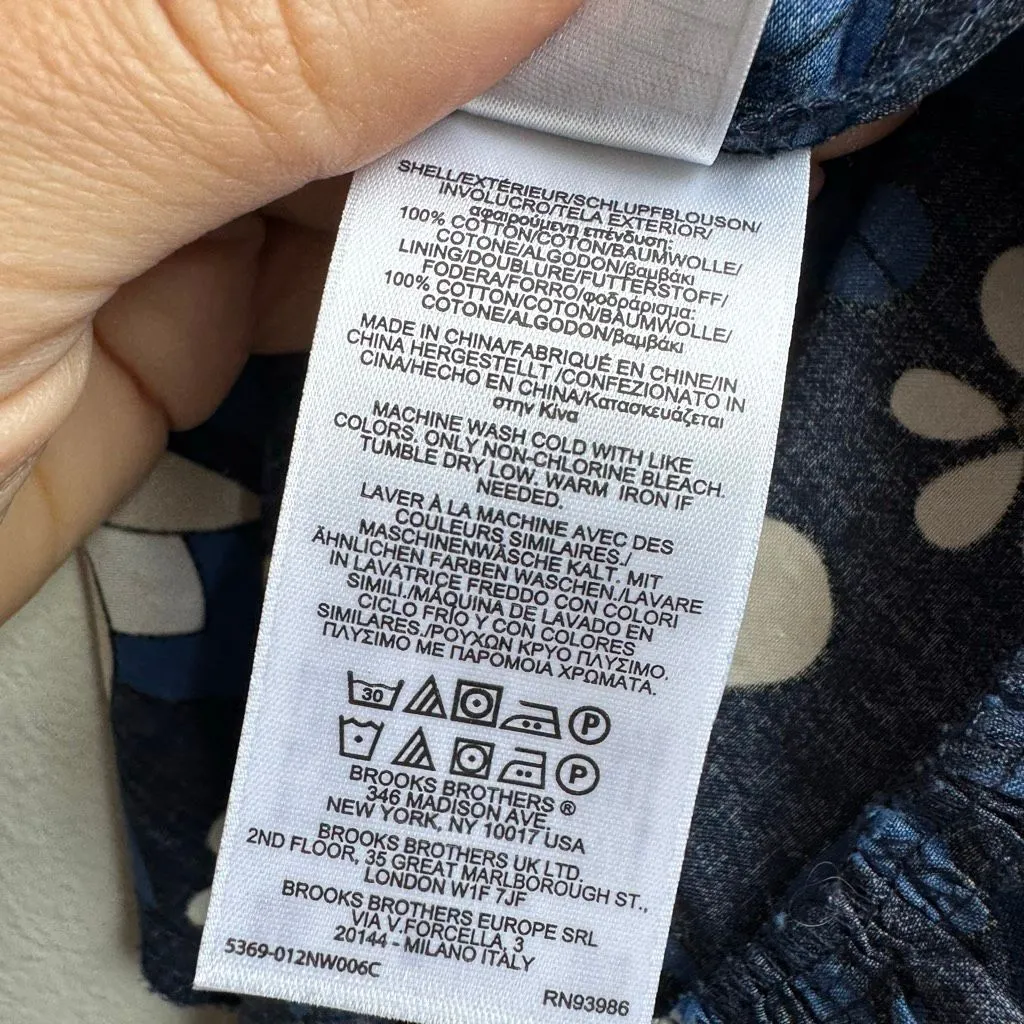 SHELL/EXTÉRIEUR/SCHLUPFBLOUSON/
INVOLUCRO/TELA EXTERIOR/
αφαιρούμενη επένδυση:
100% COTTON/COTON/BAUMWOLLE/
COTONE/ALGODON/βαμβάκι
LINING/DOUBLURE/FUTTERSTOFF/
FODERA/FORRO/φοδράρισμα:
100% COTTON/COTON/BAUMWOLLE/
COTONE/ALGODON/βαμβάκι
MADE IN CHINA/FABRIQUÉ EN CHINE/IN
CHINA HERGESTELLT /CONFEZIONATO IN
CINA/HECHO EN CHINA/Κατασκευάζεται
στην Κίνα
MACHINE WASH COLD WITH LIKE
COLORS. ONLY NON-CHLORINE BLEACH.
TUMBLE DRY LOW. WARM IRON IF
NEEDED.
LAVER À LA MACHINE AVEC DES
COULEURS SIMILAIRES./
MASCHINENWÄSCHE KALT. MIT
ÄHNLICHEN FARBEN WASCHEN./LAVARE
IN LAVATRICE FREDDO CON COLORI
SIMILI./MÁQUINA DE LAVADO EN
CICLO FRÍO Y CON COLORES
SIMILARES./ΡΟΥΧΩΝ ΚΡΥΟ ΠΛΥΣΙΜΟ.
ΠΛΥΣΙΜΟ ΜΕ ΠΑΡΟΜΟΙΑ ΧΡΩΜΑΤΑ.
30 P
P
BROOKS BROTHERS ®
346 MADISON AVE.
NEW YORK, NY 10017 USA
BROOKS BROTHERS UK LTD.
2ND FLOOR, 35 GREAT MARLBOROUGH ST.,
LONDON W1F 7JF
BROOKS BROTHERS EUROPE SRL
VIA V.FORCELLA, 3
20144 - MILANO ITALY
5369-012NW006C
RN93986